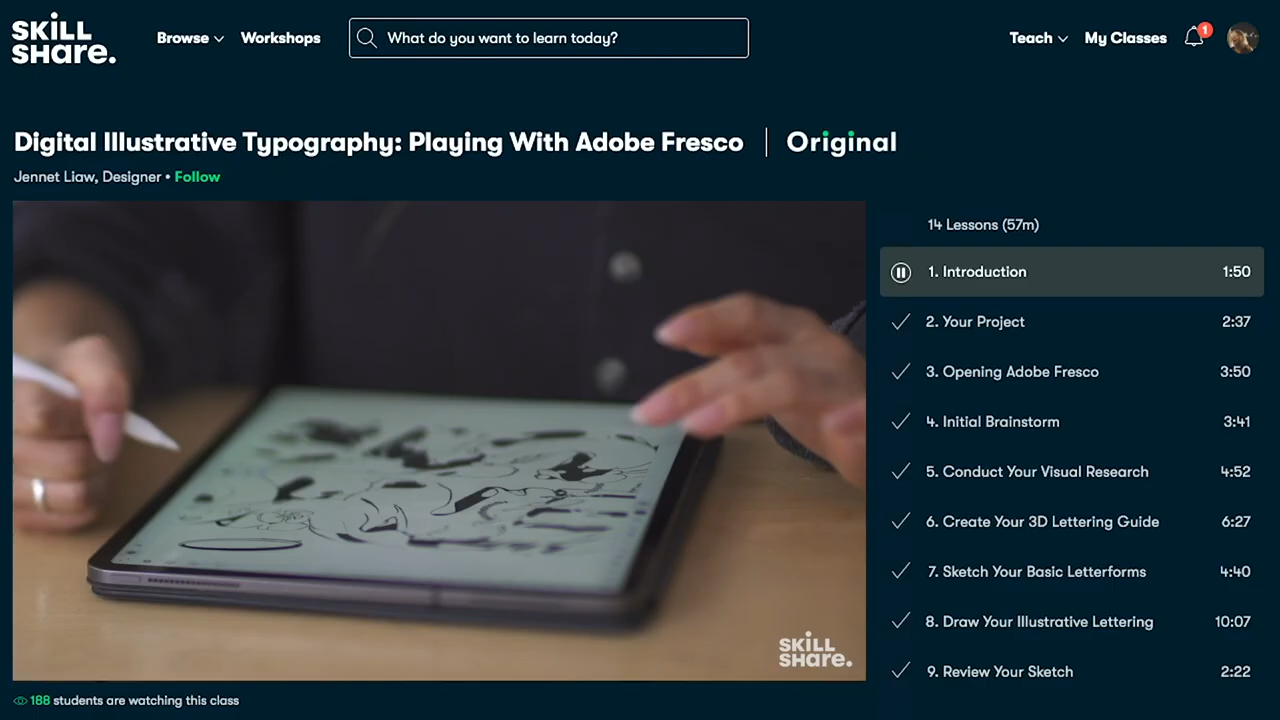 SKILL
SHare.
Browse
Workshops
What do you want to learn today?
Teach
My Classes
1
Digital Illustrative Typography: Playing With Adobe Fresco | Original
Jennet Liaw, Designer • Follow
14 Lessons (57m)
1. Introduction 1:50
2. Your Project 2:37
3. Opening Adobe Fresco 3:50
4. Initial Brainstorm 3:41
5. Conduct Your Visual Research 4:52
6. Create Your 3D Lettering Guide 6:27
7. Sketch Your Basic Letterforms 4:40
8. Draw Your Illustrative Lettering 10:07
9. Review Your Sketch 2:22
SKILL
SHare.
188 students are watching this class